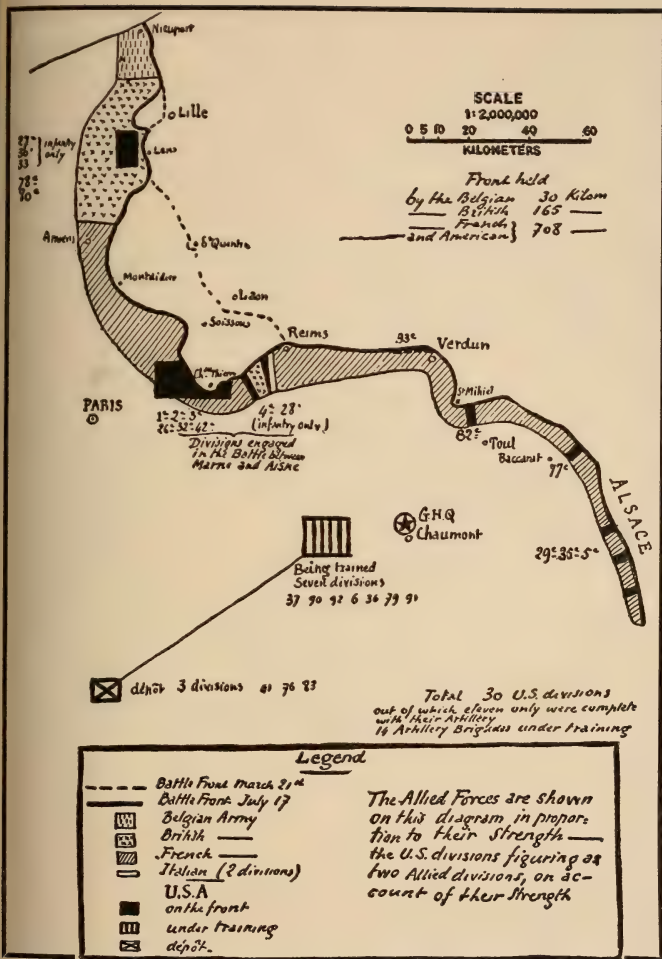 Nieuport
Lille
Lens
27ᵉ
30ᵉ
33
infantry
only
78ᵉ
80ᵉ
SCALE
1:2,000,000
0 5 10 20 40 60
KILOMETERS
Front held
by the Belgian 30 Kilom
—— British 165 ——
—— French
and American} 708 ——
Amiens
Sᵗ Quentin
Montdidier
Laon
Soissons
Reims
93ᵉ
Verdun
Chᵃᵘ Thierry
Sᵗ Mihiel
PARIS
1ᵉ 2ᵉ 3ᵉ
26ᵉ 32ᵉ 42ᵉ
4ᵉ 28ᵉ
(infantry only)
Divisions engaged
in the Battle between
Marne and Aisne
82ᵉ
Toul
Baccarat
77ᵉ
ALSACE
G.H.Q
Chaumont
29ᵉ 35ᵉ 5ᵉ
Being trained
Seven divisions
37 90 92 6 36 79 91
dépôt 3 divisions 41 76 83
Total 30 U.S. divisions
out of which eleven only were complete
with their Artillery
14 Artillery Brigades under training
Legend
Battle Front March 21ˢᵗ
Battle Front July 17
Belgian Army
British ——
French ——
Italian (2 divisions)
U.S.A
on the front
under training
dépôt.
The Allied Forces are shown
on this diagram in propor=
tion to their Strength ——
the U.S. divisions figuring as
two Allied divisions, on ac-
count of their Strength